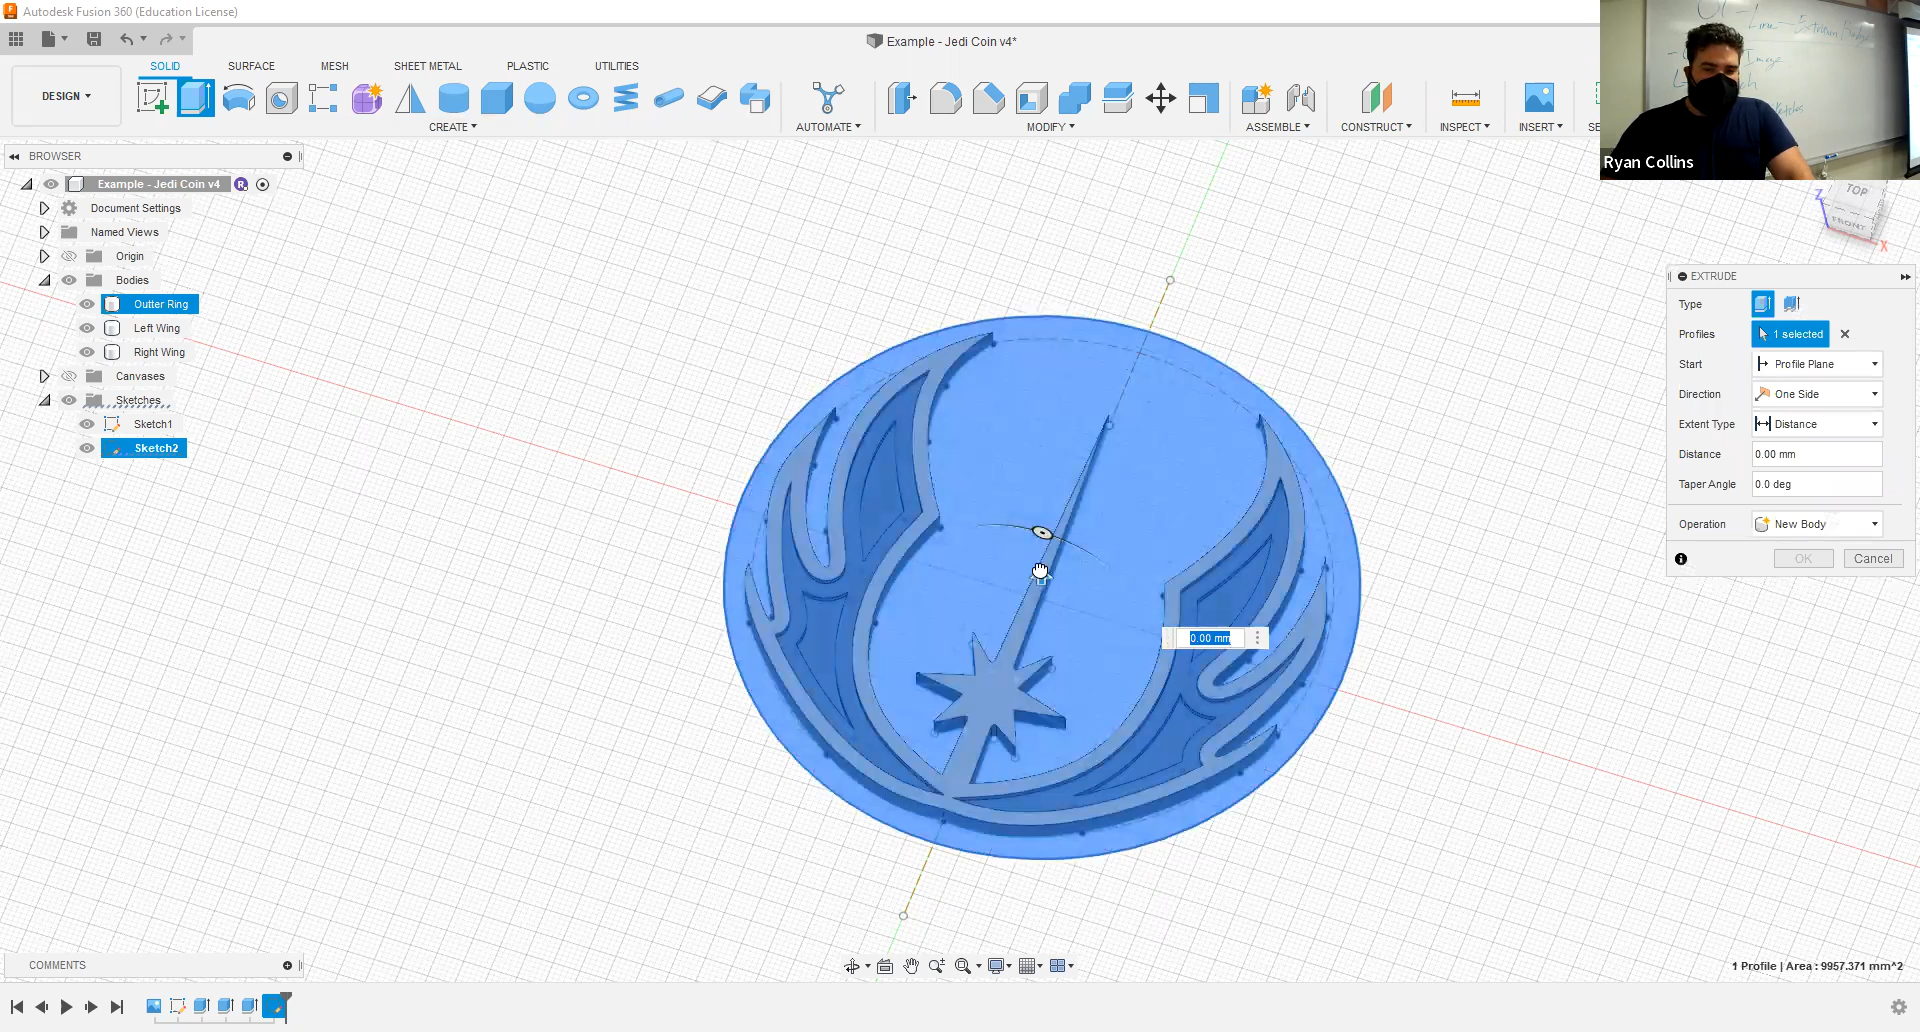 Autodesk Fusion 360 (Education License)
Example - Jedi Coin v4*
SOLID SURFACE MESH SHEET METAL PLASTIC UTILITIES
DESIGN
CREATE AUTOMATE MODIFY ASSEMBLE CONSTRUCT INSPECT INSERT SE
Ryan Collins
BROWSER
Example - Jedi Coin v4
R
Document Settings
Named Views
Origin
Bodies
Outter Ring
Left Wing
Right Wing
Canvases
Sketches
Sketch1
Sketch2
TOP
FRONT
Z
X
EXTRUDE
Type
Profiles 1 selected
Start Profile Plane
Direction One Side
Extent Type Distance
Distance 0.00 mm
Taper Angle 0.0 deg
Operation New Body
OK Cancel
0.00 mm
COMMENTS
1 Profile | Area : 9957.371 mm^2